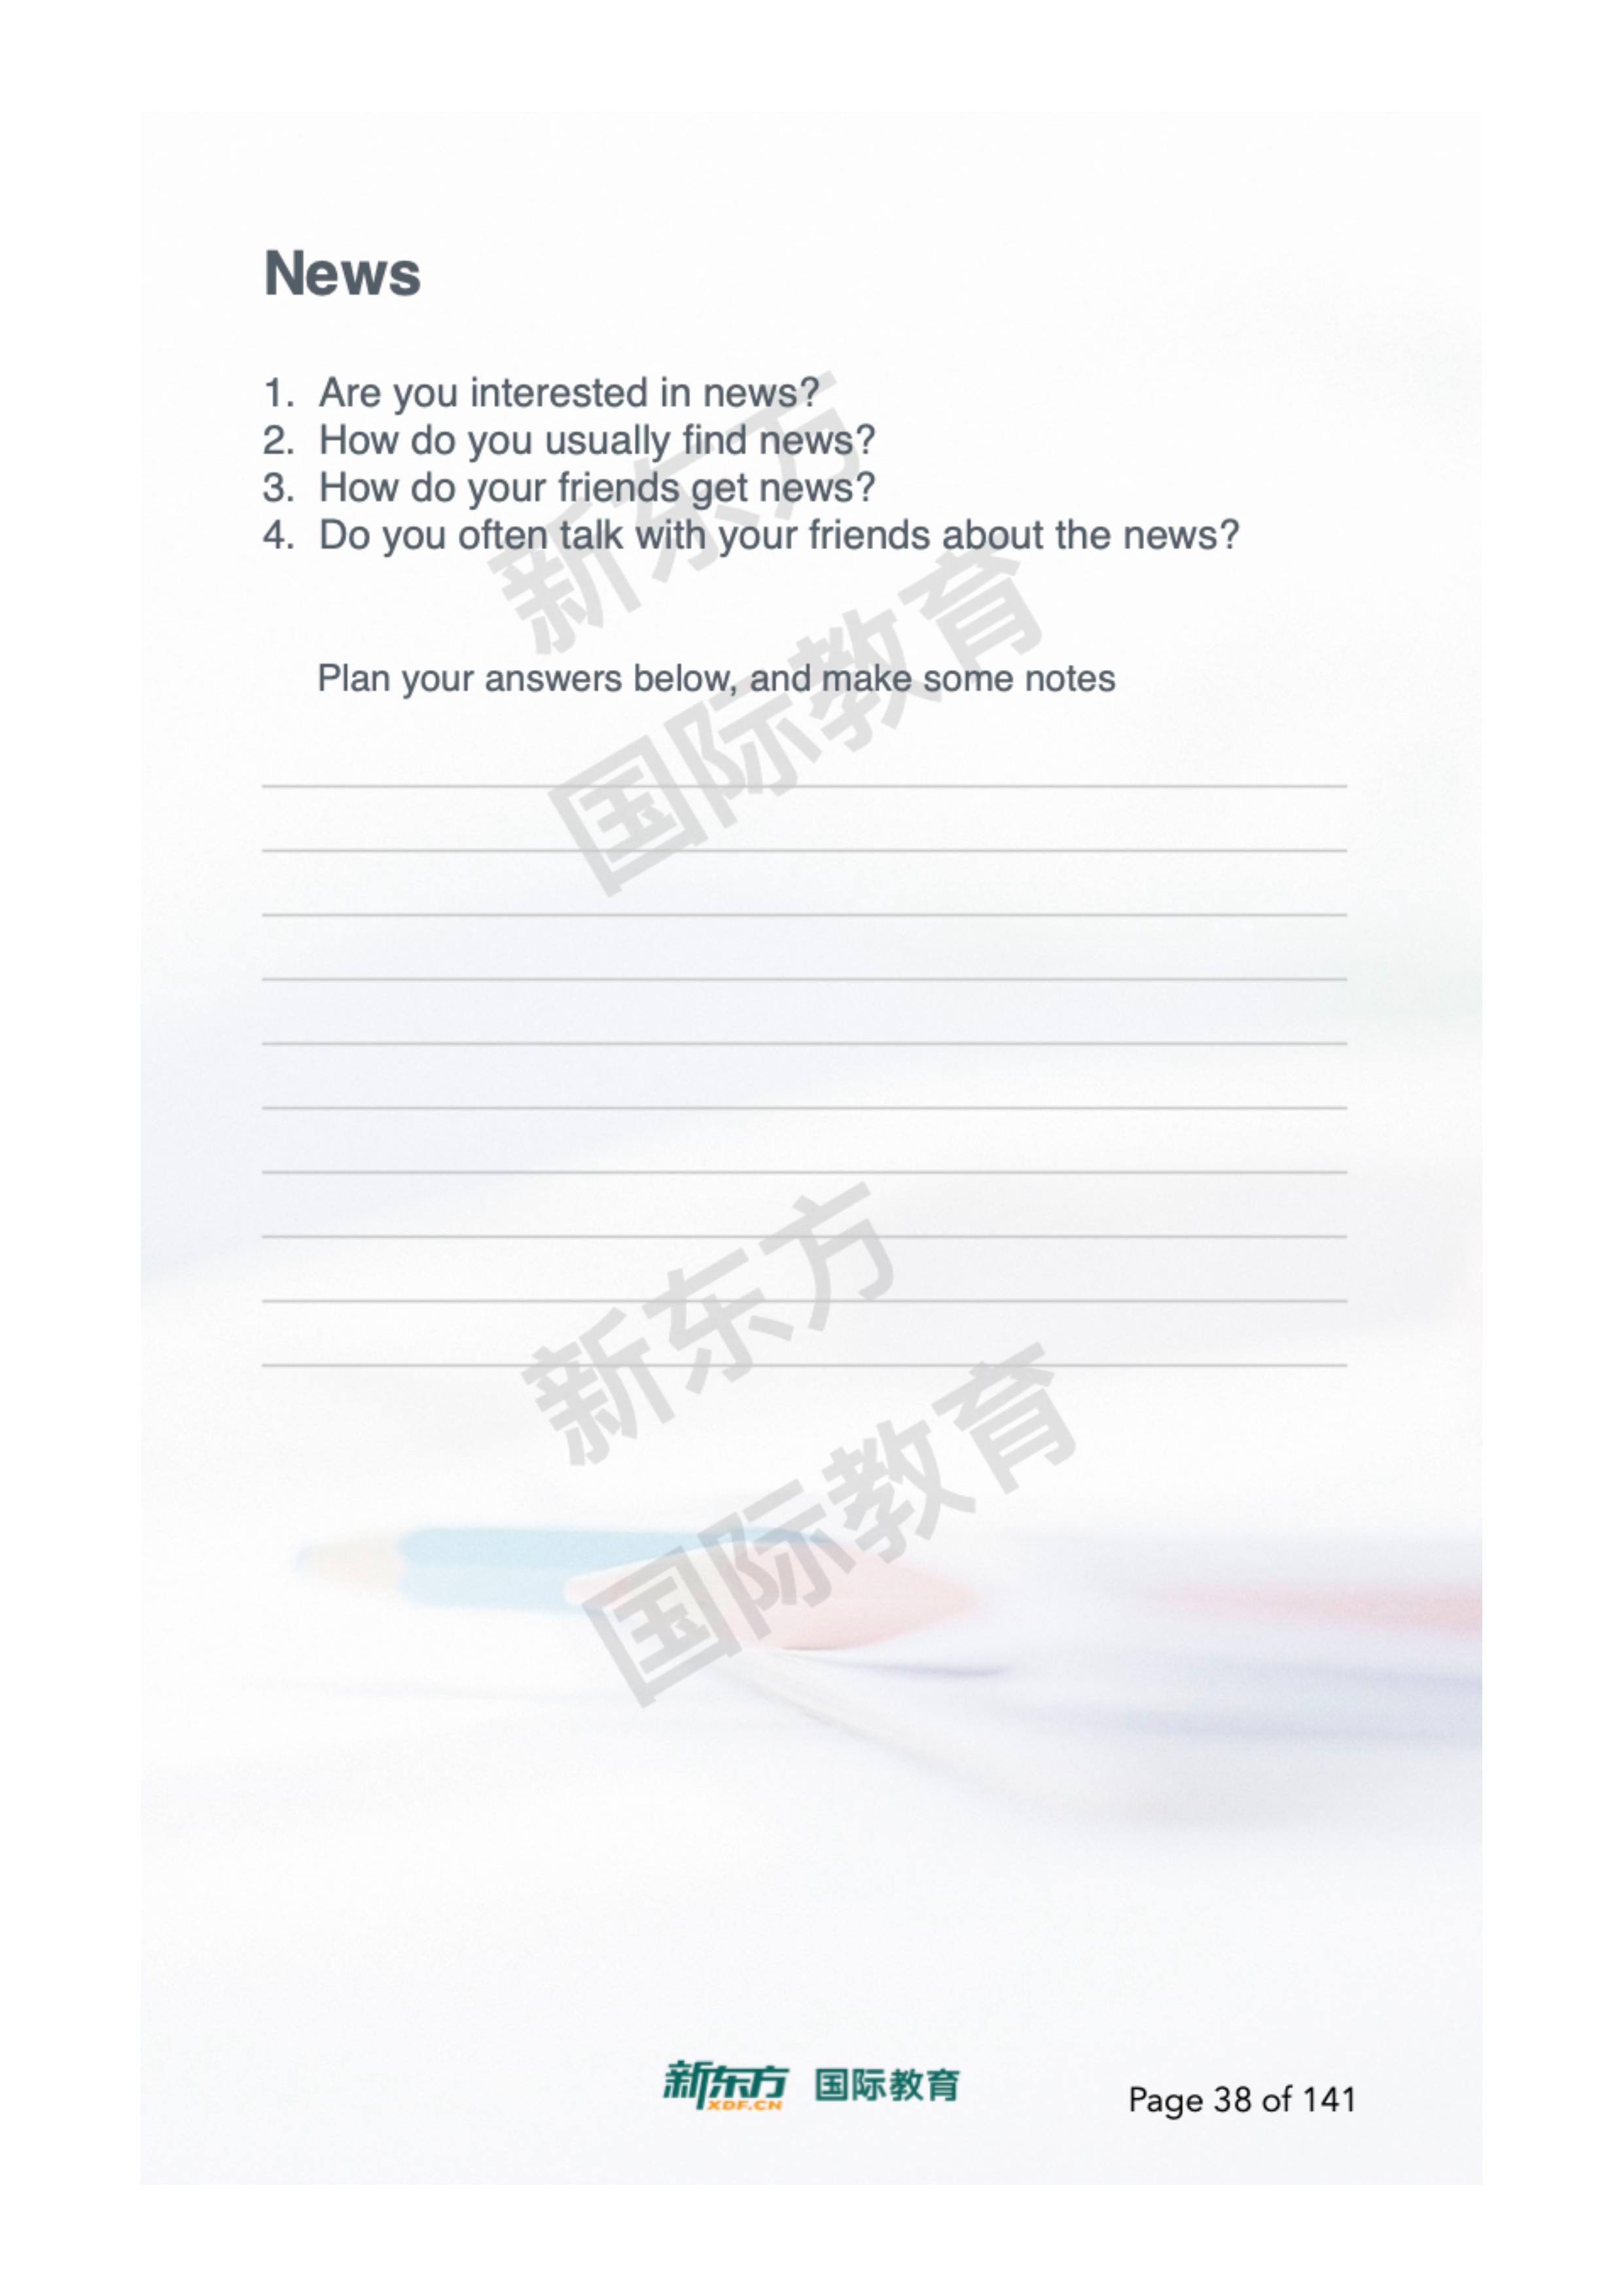 News
1. Are you interested in news?
2. How do you usually find news?
3. How do your friends get news?
4. Do you often talk with your friends about the news?
新东方
国际教育
Plan your answers below, and make some notes
新东方
国际教育
新东方 国际教育
XDF.CN
Page 38 of 141